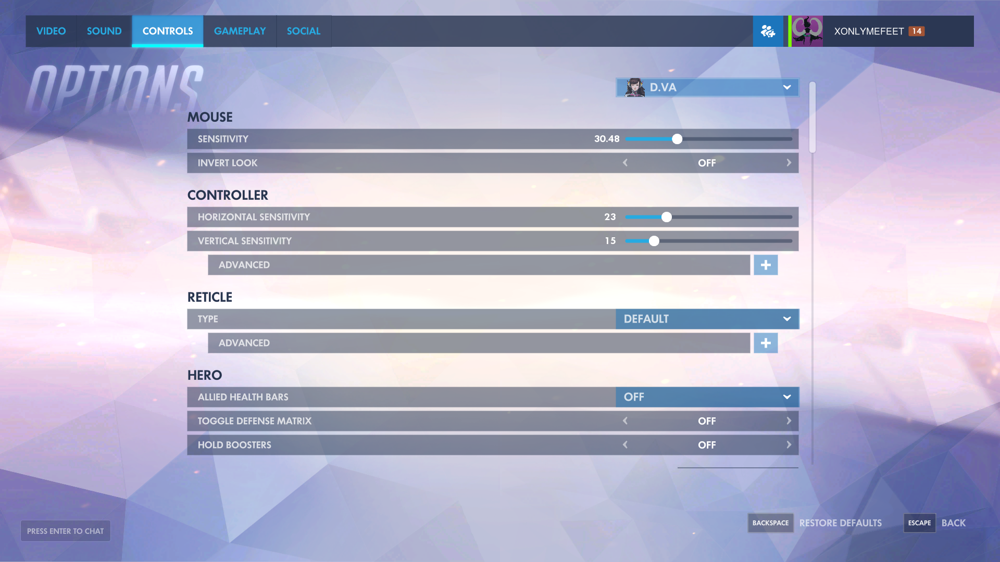 VIDEO SOUND CONTROLS GAMEPLAY SOCIAL XONLYMEFEET 14
OPTIONS
D.VA
MOUSE
SENSITIVITY 30.48
INVERT LOOK OFF
CONTROLLER
HORIZONTAL SENSITIVITY 23
VERTICAL SENSITIVITY 15
ADVANCED
RETICLE
TYPE DEFAULT
ADVANCED
HERO
ALLIED HEALTH BARS OFF
TOGGLE DEFENSE MATRIX OFF
HOLD BOOSTERS OFF
PRESS ENTER TO CHAT BACKSPACE RESTORE DEFAULTS ESCAPE BACK